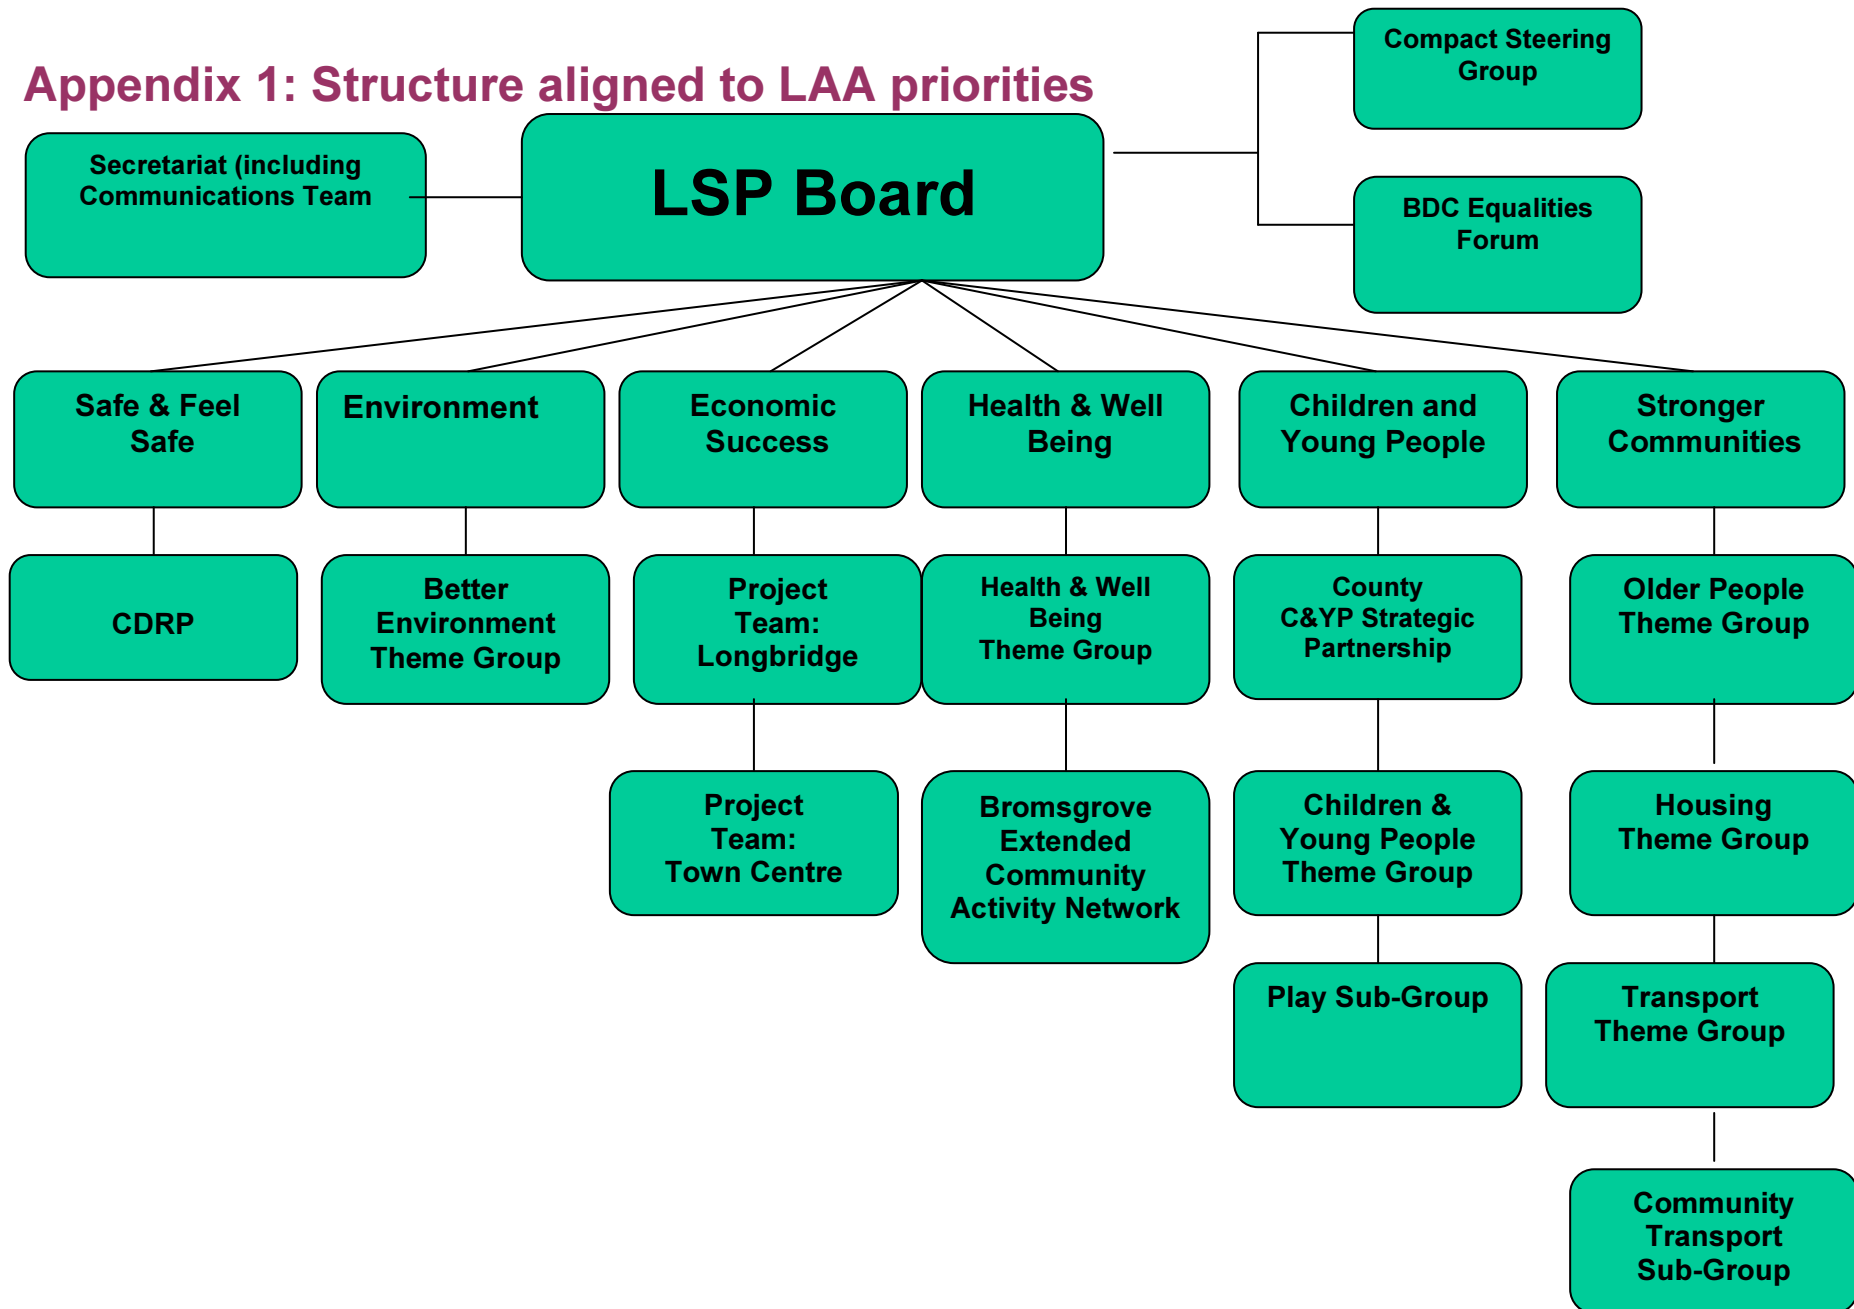 Compact Steering
Group
Appendix 1: Structure aligned to LAA priorities
Secretariat (including
Communications Team
LSP Board
BDC Equalities
Forum
Safe & Feel
Safe
Environment
Economic
Success
Health & Well
Being
Children and
Young People
Stronger
Communities
CDRP
Better
Environment
Theme Group
Project
Team:
Longbridge
Health & Well
Being
Theme Group
County
C&YP Strategic
Partnership
Older People
Theme Group
Project
Team:
Town Centre
Bromsgrove
Extended
Community
Activity Network
Children &
Young People
Theme Group
Housing
Theme Group
Play Sub-Group
Transport
Theme Group
Community
Transport
Sub-Group